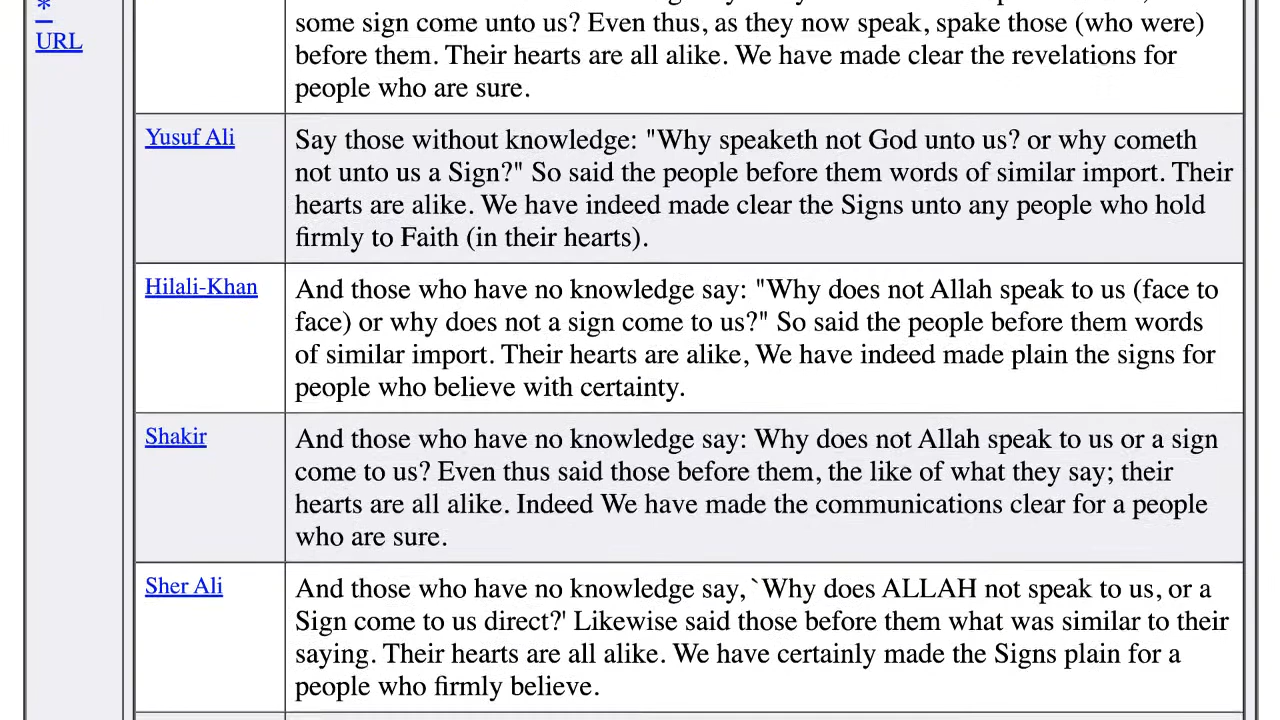 *
URL
some sign come unto us? Even thus, as they now speak, spake those (who were)
before them. Their hearts are all alike. We have made clear the revelations for
people who are sure.
Yusuf Ali
Say those without knowledge: "Why speaketh not God unto us? or why cometh
not unto us a Sign?" So said the people before them words of similar import. Their
hearts are alike. We have indeed made clear the Signs unto any people who hold
firmly to Faith (in their hearts).
Hilali-Khan
And those who have no knowledge say: "Why does not Allah speak to us (face to
face) or why does not a sign come to us?" So said the people before them words
of similar import. Their hearts are alike, We have indeed made plain the signs for
people who believe with certainty.
Shakir
And those who have no knowledge say: Why does not Allah speak to us or a sign
come to us? Even thus said those before them, the like of what they say; their
hearts are all alike. Indeed We have made the communications clear for a people
who are sure.
Sher Ali
And those who have no knowledge say, `Why does ALLAH not speak to us, or a
Sign come to us direct?' Likewise said those before them what was similar to their
saying. Their hearts are all alike. We have certainly made the Signs plain for a
people who firmly believe.